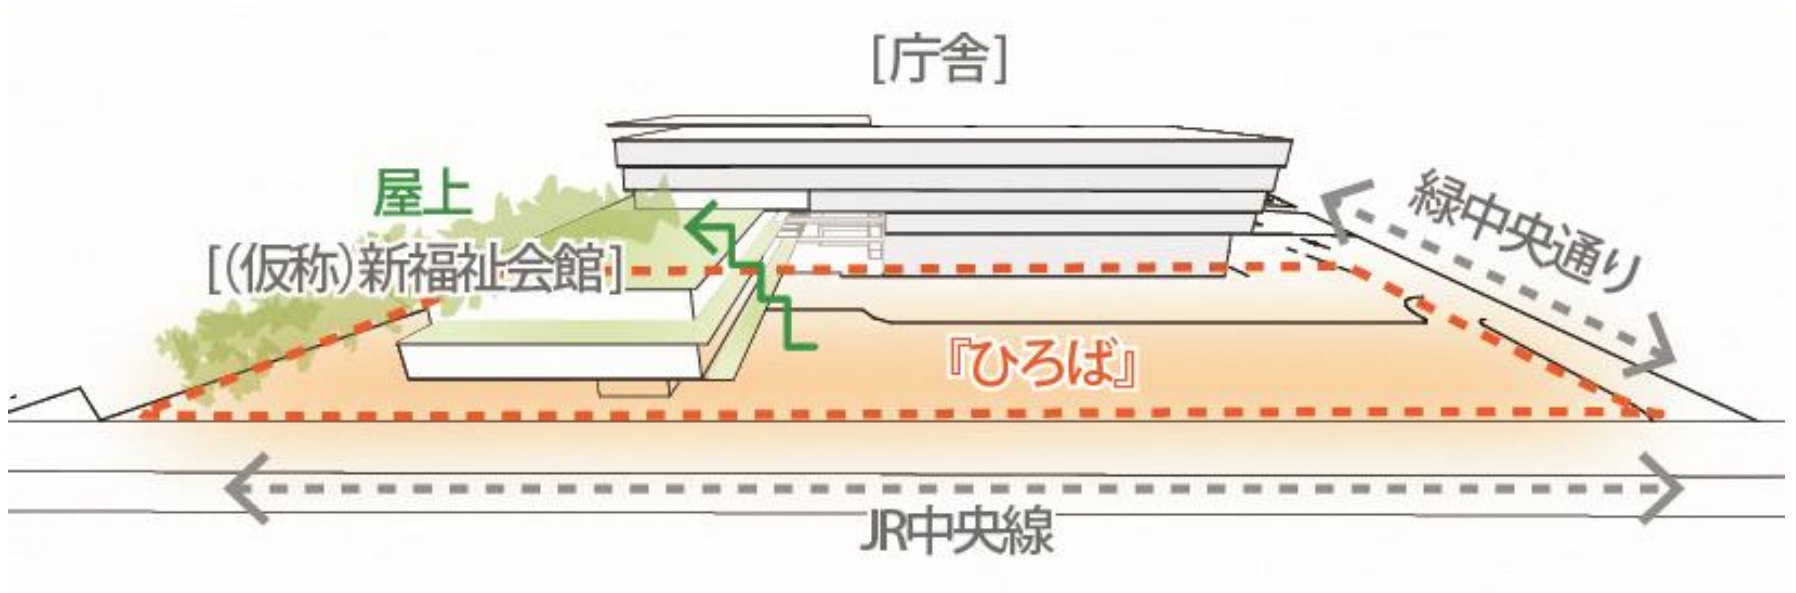 [庁舎]
屋上
緑中央通り
[(仮称)新福祉会館]
『ひろば』
JR中央線